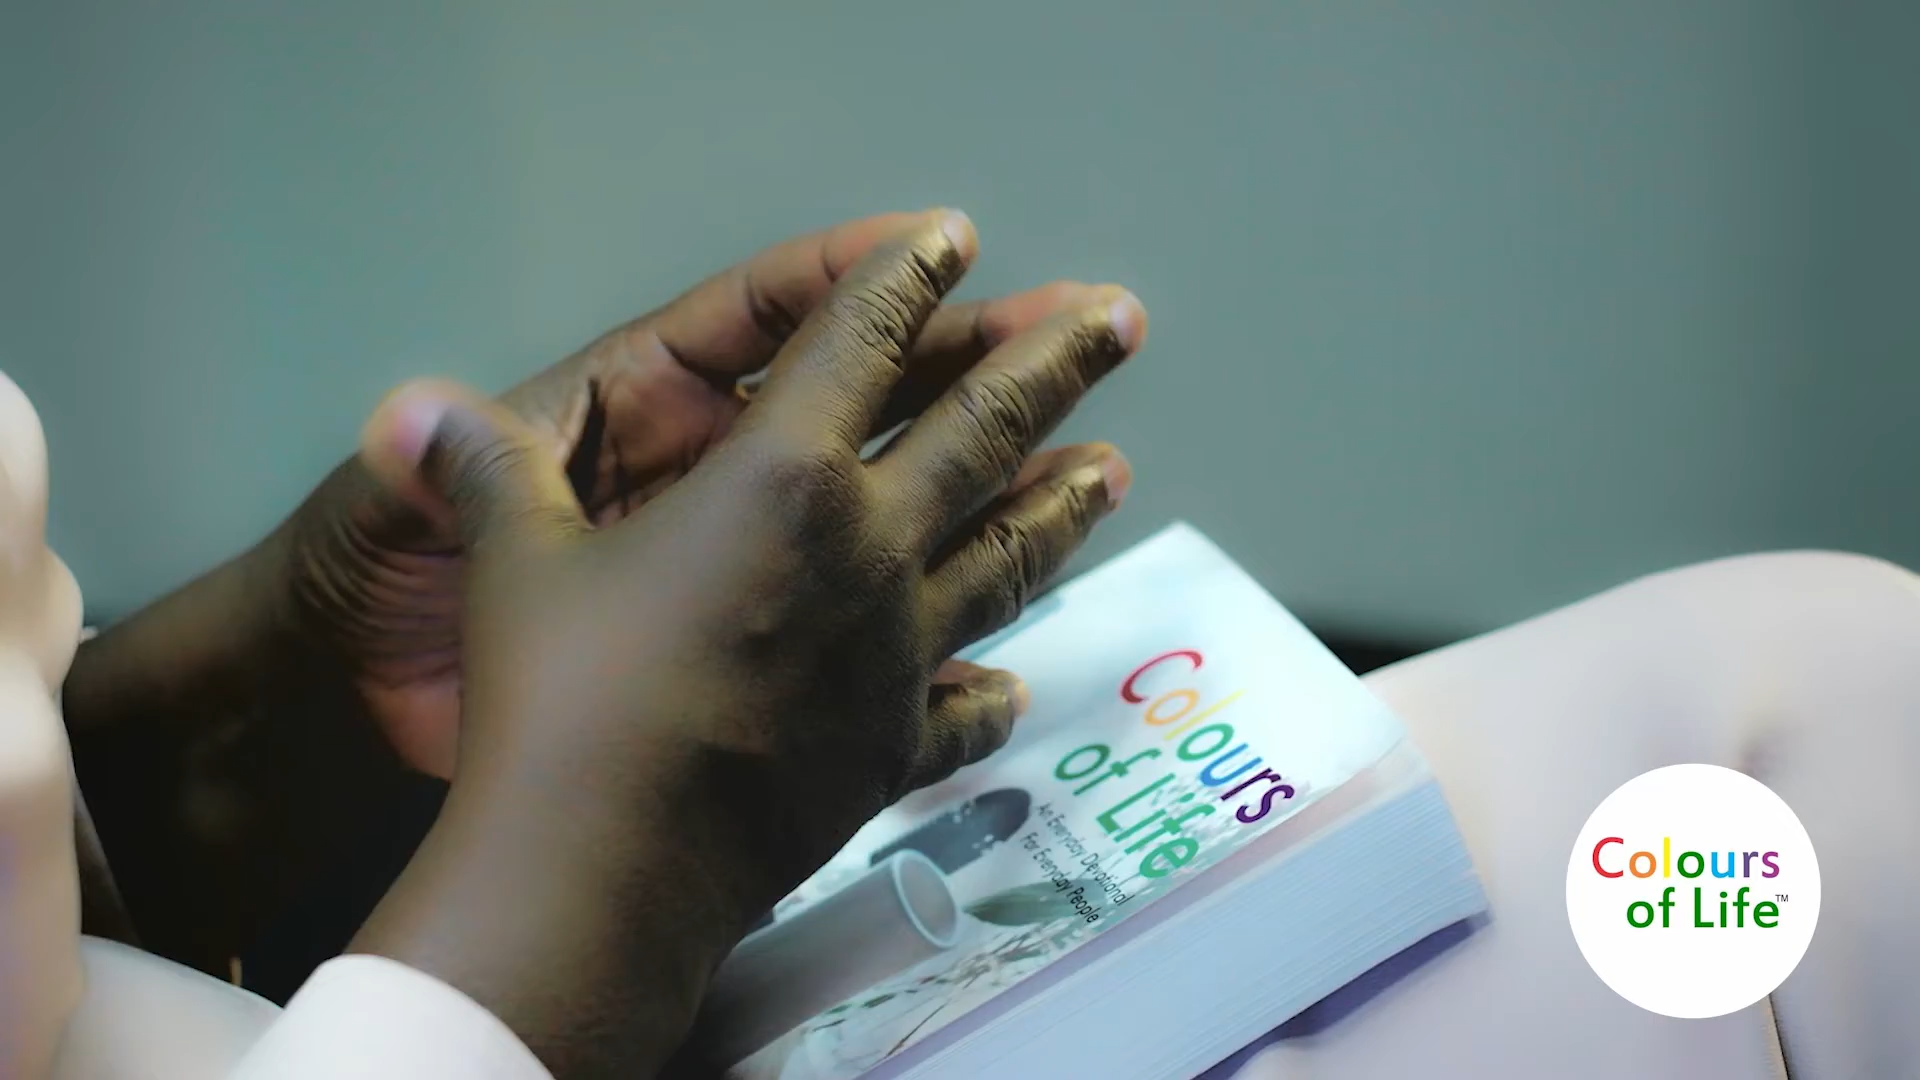 Colours
of Life
An Everyday Devotional
For Everyday People
Colours
of Life™